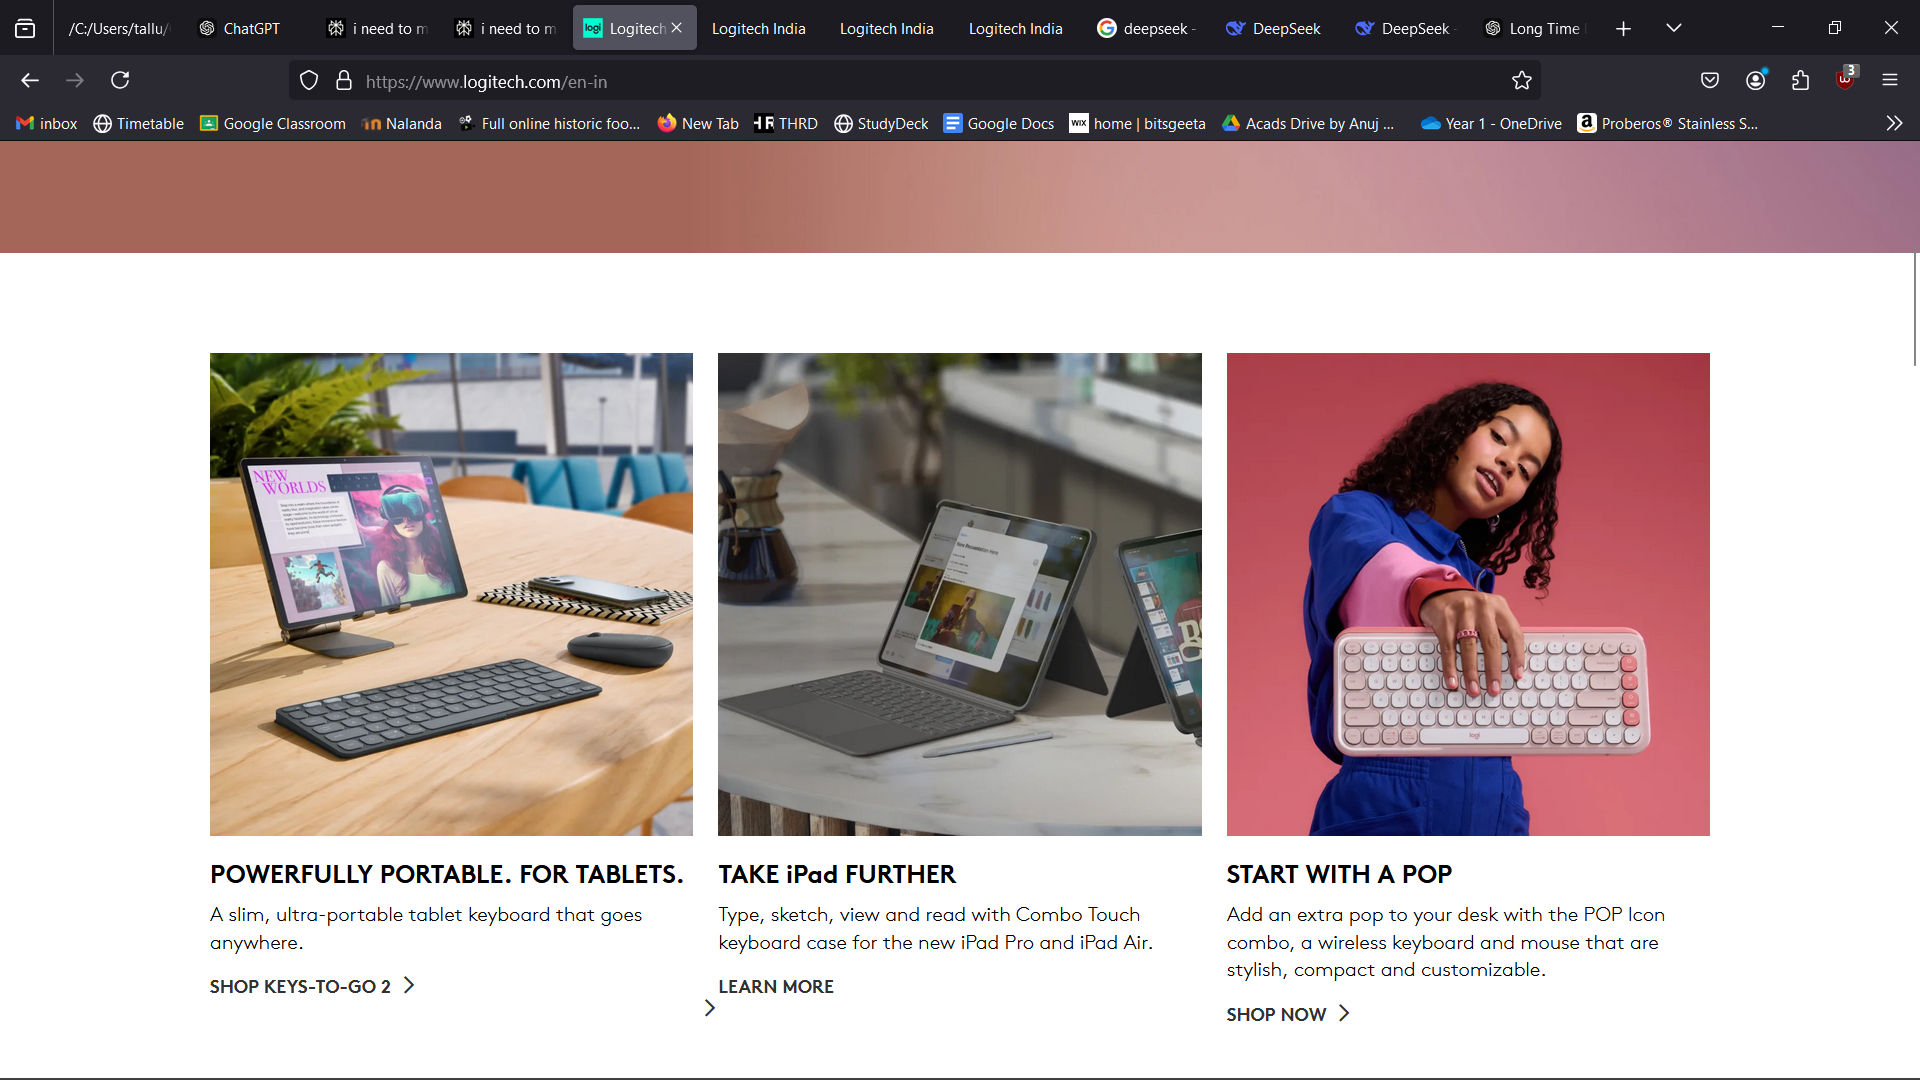 /C:/Users/tallu/
ChatGPT
i need to m
i need to m
logi Logitech
Logitech India
Logitech India
Logitech India
deepseek -
DeepSeek
DeepSeek -
Long Time
https://www.logitech.com/en-in
3
inbox
Timetable
Google Classroom
Nalanda
Full online historic foo...
New Tab
THRD
StudyDeck
Google Docs
WIX home | bitsgeeta
Acads Drive by Anuj ...
Year 1 - OneDrive
Proberos® Stainless S...
NEW
WORLDS
logi
POWERFULLY PORTABLE. FOR TABLETS.
A slim, ultra-portable tablet keyboard that goes
anywhere.
SHOP KEYS-TO-GO 2
TAKE iPad FURTHER
Type, sketch, view and read with Combo Touch
keyboard case for the new iPad Pro and iPad Air.
LEARN MORE
START WITH A POP
Add an extra pop to your desk with the POP Icon
combo, a wireless keyboard and mouse that are
stylish, compact and customizable.
SHOP NOW